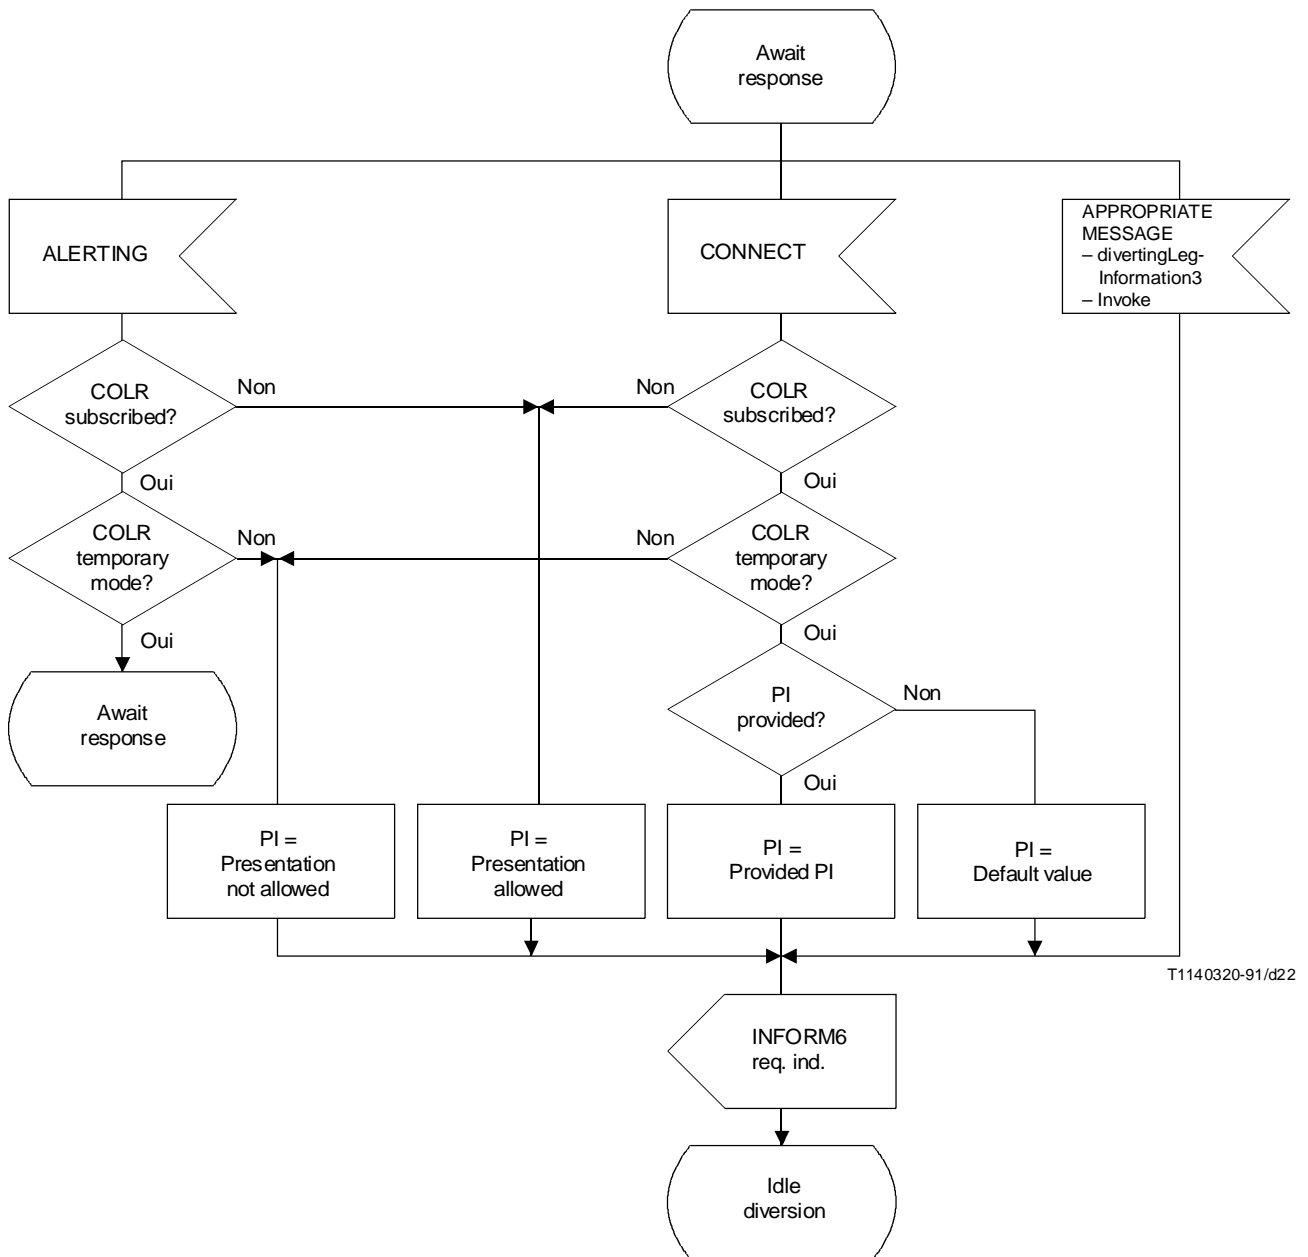 Await
response
ALERTING
CONNECT
APPROPRIATE
MESSAGE
– divertingLeg-
Information3
– Invoke
COLR
subscribed?
Non
Non
COLR
subscribed?
Oui
Oui
COLR
temporary
mode?
Non
Non
COLR
temporary
mode?
Oui
Oui
Await
response
PI
provided?
Non
Oui
PI =
Presentation
not allowed
PI =
Presentation
allowed
PI =
Provided PI
PI =
Default value
T1140320-91/d22
INFORM6
req. ind.
Idle
diversion